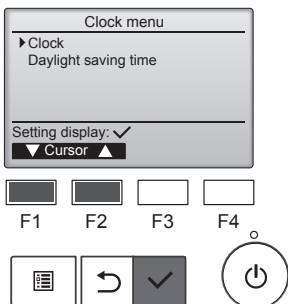 Clock menu
Clock
Daylight saving time
Setting display:
Cursor
F1 F2 F3 F4